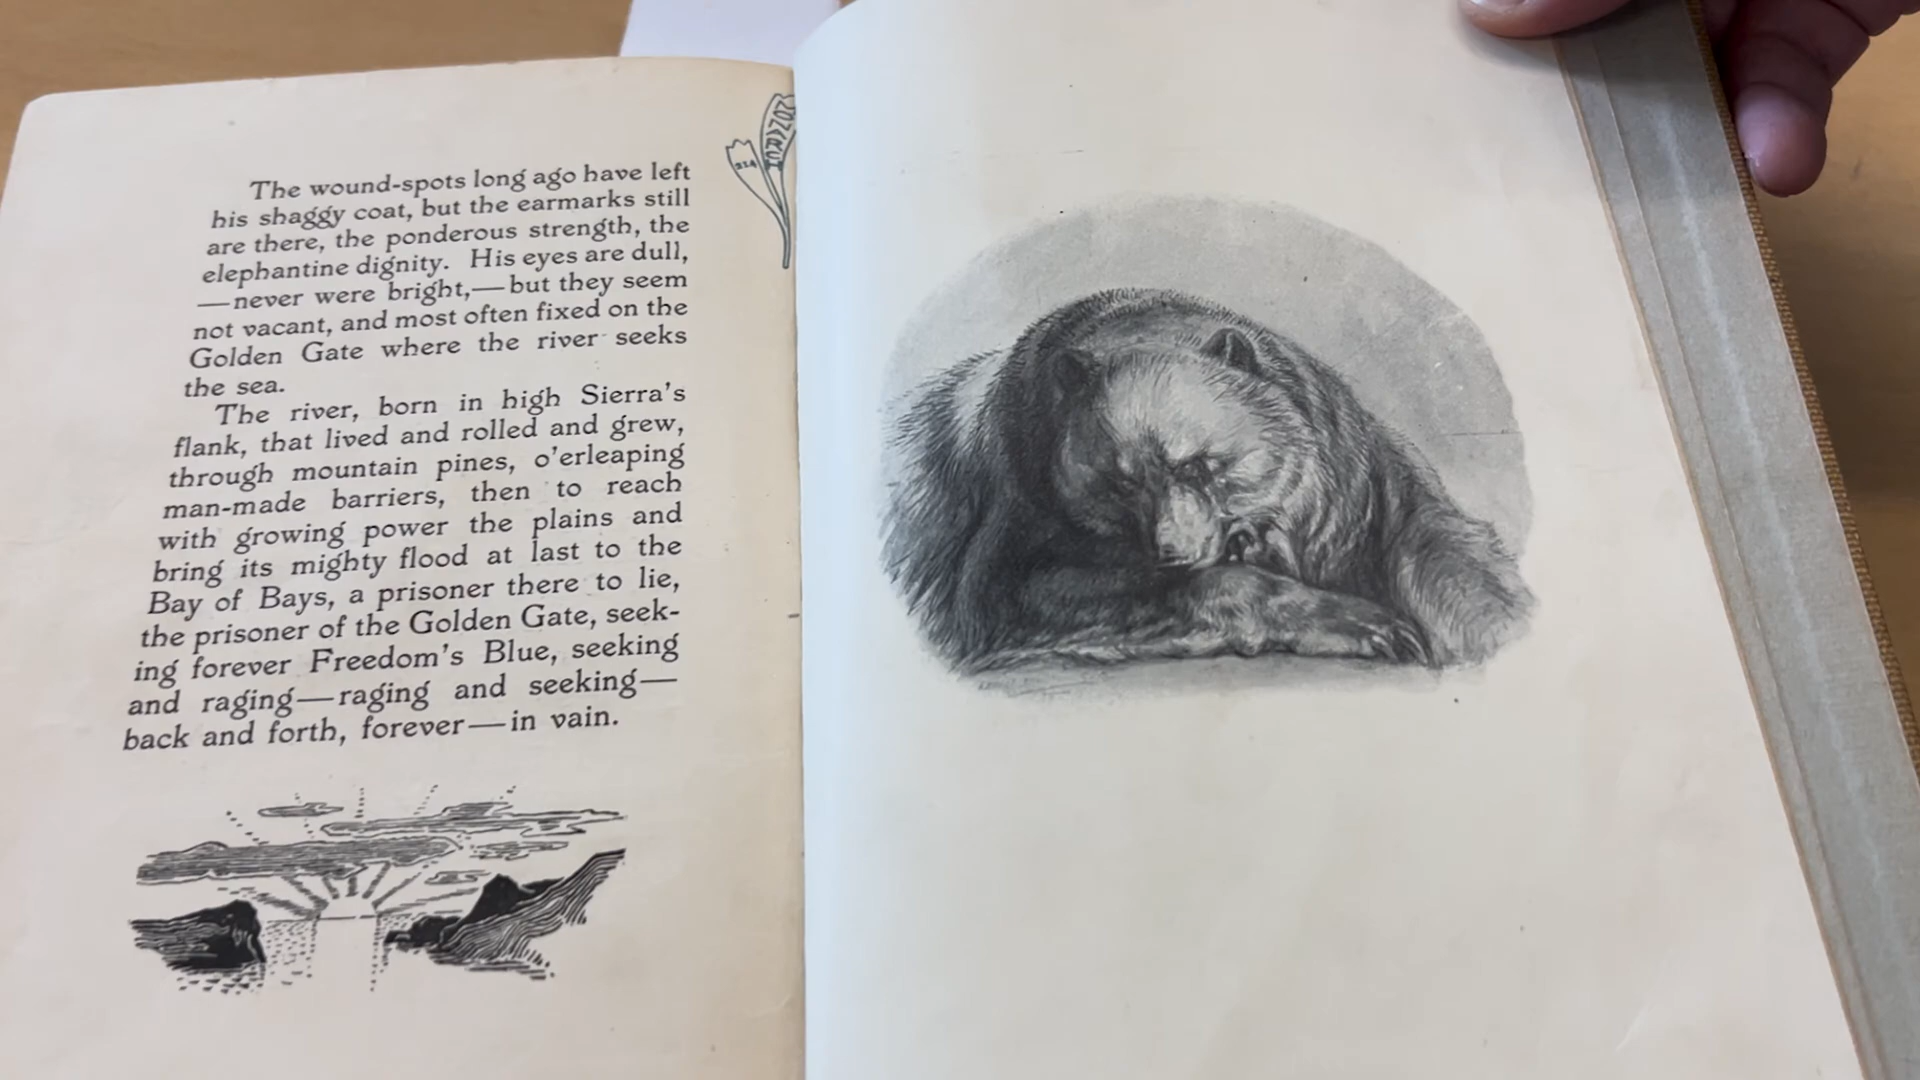 The wound-spots long ago have left
his shaggy coat, but the earmarks still
are there, the ponderous strength, the
elephantine dignity. His eyes are dull,
—never were bright,—but they seem
not vacant, and most often fixed on the
Golden Gate where the river seeks
the sea.
The river, born in high Sierra's
flank, that lived and rolled and grew,
through mountain pines, o'erleaping
man-made barriers, then to reach
with growing power the plains and
bring its mighty flood at last to the
Bay of Bays, a prisoner there to lie,
the prisoner of the Golden Gate, seek-
ing forever Freedom's Blue, seeking
and raging—raging and seeking—
back and forth, forever—in vain.
214